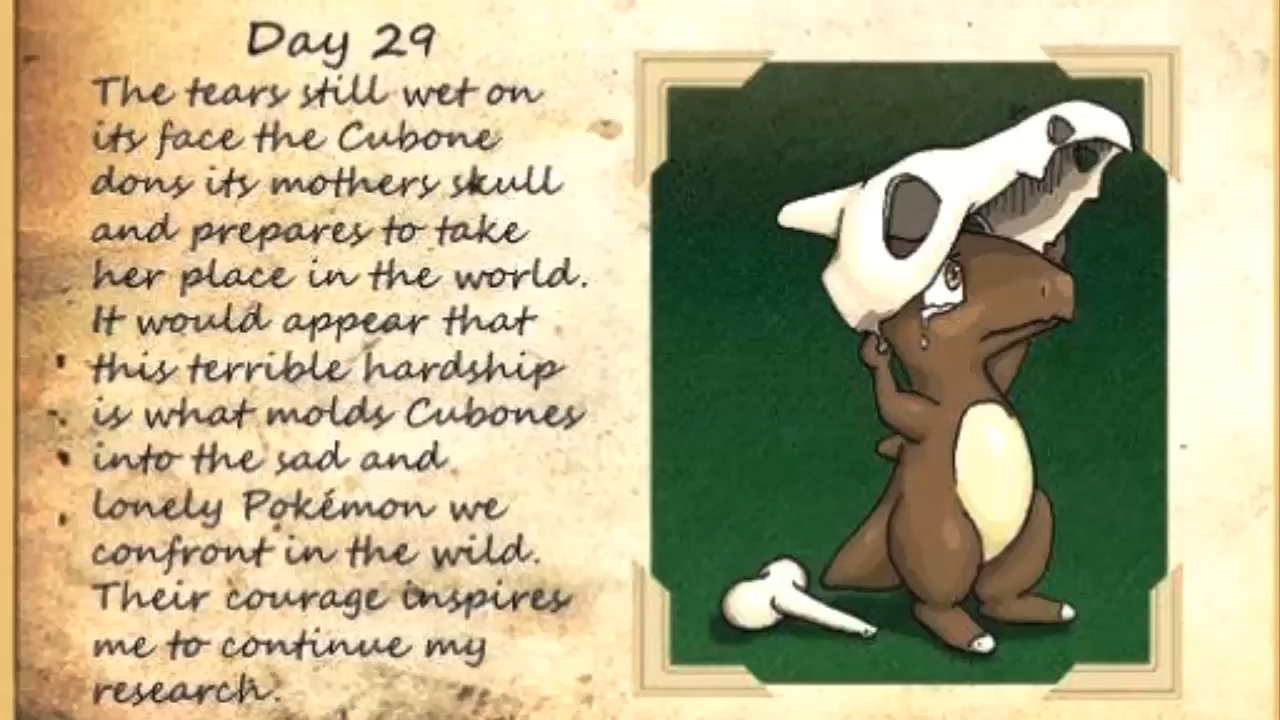 Day 29
The tears still wet on
its face the Cubone
dons its mothers skull
and prepares to take
her place in the world.
It would appear that
this terrible hardship
is what molds Cubones
into the sad and
lonely Pokémon we
confront in the wild.
Their courage inspires
me to continue my
research.